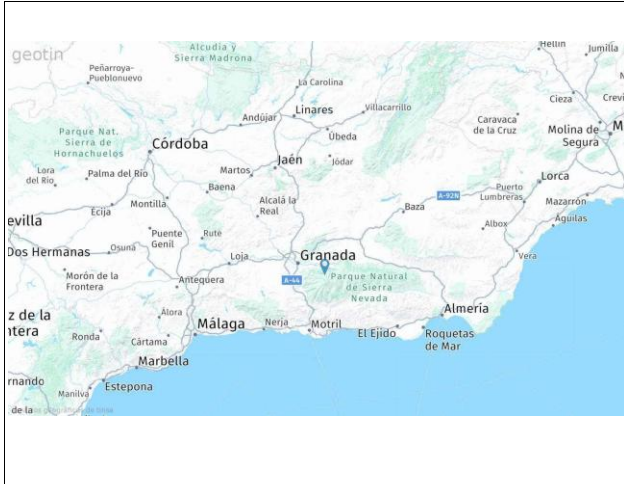 geotin
Alcudia y
Sierra Madrona
Hellín
Jumilla
Peñarroya-
Pueblonuevo
La Carolina
Cieza
Crevi
Linares
Villacarrillo
Andújar
Caravaca
de la Cruz
Molina de
Segura
M
Parque Nat.
Sierra de
Hornachuelos
Córdoba
Úbeda
Jaén
Jódar
Lora
del Río
Palma del Río
Martos
Baena
Puerto
Lumbreras
Lorca
Écija
Montilla
Alcalá la
Real
A-92N
Baza
Mazarrón
evilla
Puente
Genil
Rute
Albox
Águilas
Dos Hermanas
Osuna
Loja
Granada
Vera
Morón de la
Frontera
Antequera
A-44
Parque Natural
de Sierra
Nevada
z de la
ntera
Álora
Málaga
Nerja
Motril
El Ejido
Almería
Roquetas
de Mar
Ronda
Cártama
Marbella
rnando
Manilva
Estepona
de la